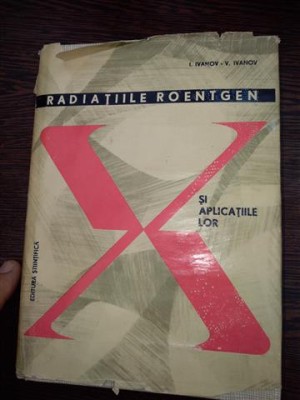 I. IVANOV - V. IVANOV
RADIAȚIILE ROENTGEN
X
ȘI
APLICAȚIILE
LOR
EDITURA ȘTIINȚIFICĂ